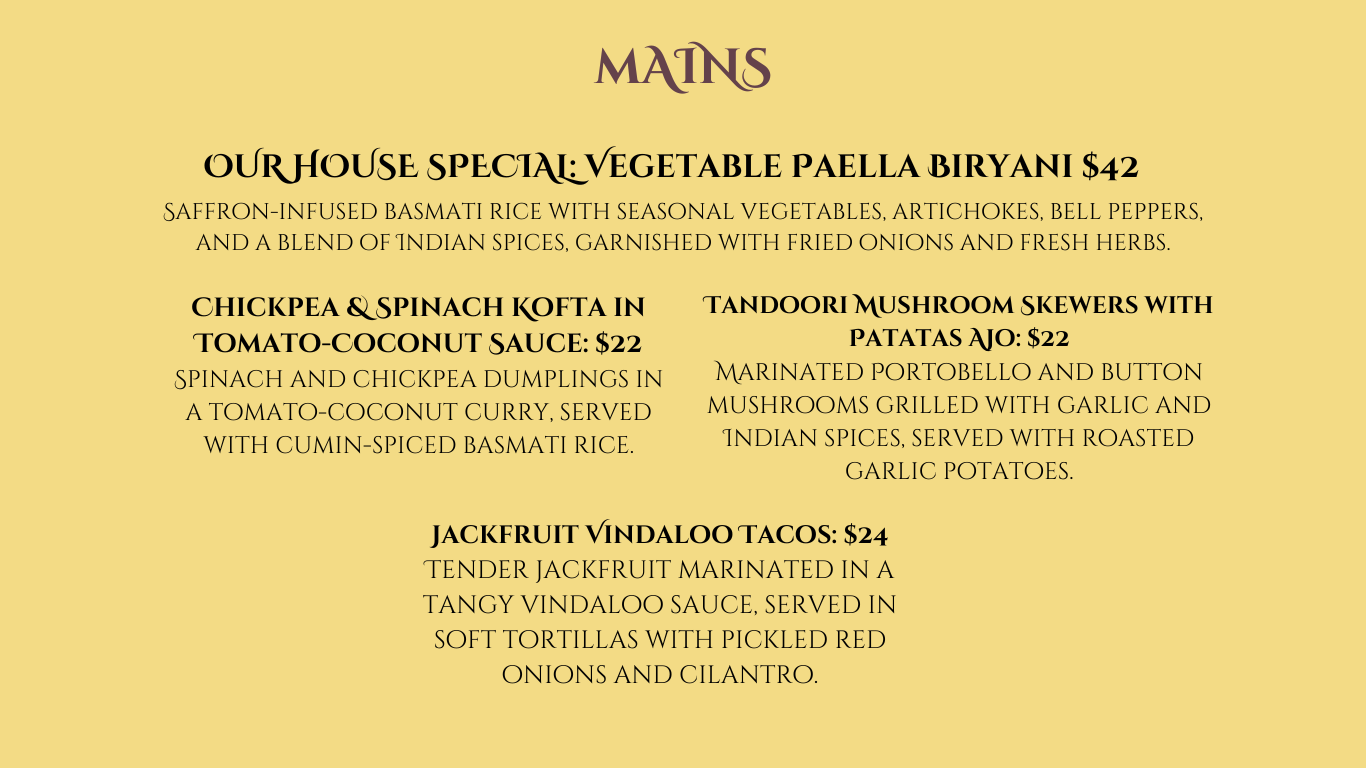 MAINS
OUR HOUSE SPECIAL: VEGETABLE PAELLA BIRYANI $42
SAFFRON-INFUSED BASMATI RICE WITH SEASONAL VEGETABLES, ARTICHOKES, BELL PEPPERS,
AND A BLEND OF INDIAN SPICES, GARNISHED WITH FRIED ONIONS AND FRESH HERBS.
CHICKPEA & SPINACH KOFTA IN
TOMATO-COCONUT SAUCE: $22
SPINACH AND CHICKPEA DUMPLINGS IN
A TOMATO-COCONUT CURRY, SERVED
WITH CUMIN-SPICED BASMATI RICE.
TANDOORI MUSHROOM SKEWERS WITH
PATATAS AJO: $22
MARINATED PORTOBELLO AND BUTTON
MUSHROOMS GRILLED WITH GARLIC AND
INDIAN SPICES, SERVED WITH ROASTED
GARLIC POTATOES.
JACKFRUIT VINDALOO TACOS: $24
TENDER JACKFRUIT MARINATED IN A
TANGY VINDALOO SAUCE, SERVED IN
SOFT TORTILLAS WITH PICKLED RED
ONIONS AND CILANTRO.